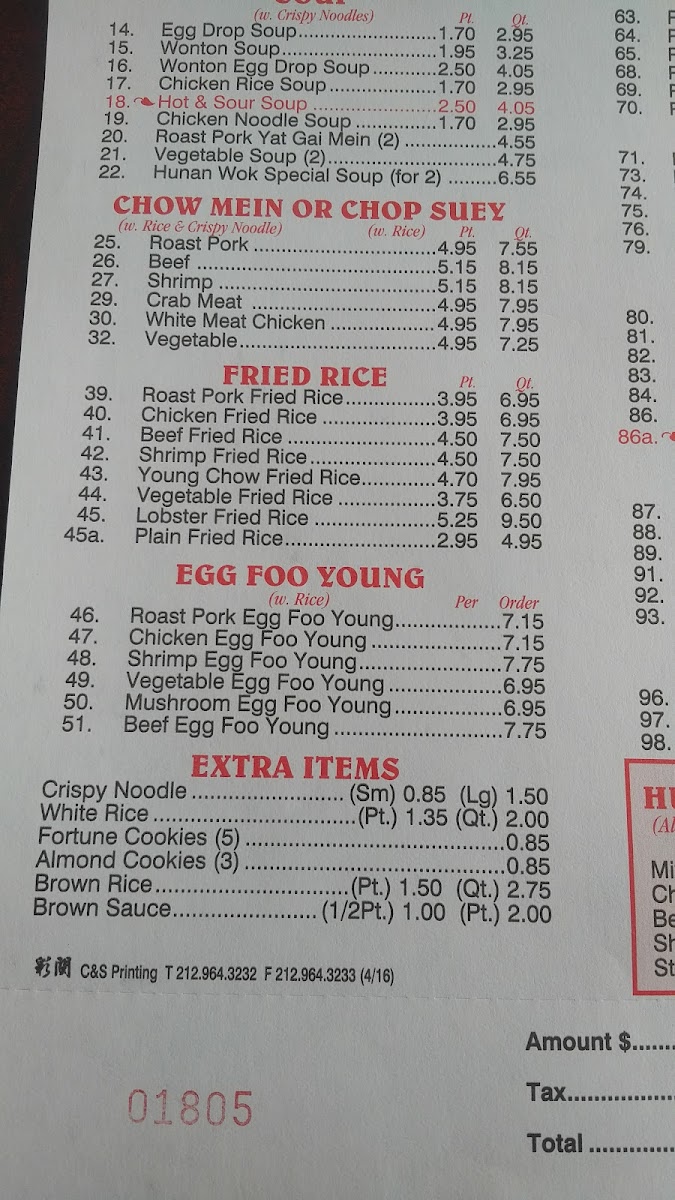 (w. Crispy Noodles) Pt. Qt.
14. Egg Drop Soup..........................1.70 2.95
15. Wonton Soup............................1.95 3.25
16. Wonton Egg Drop Soup............2.50 4.05
17. Chicken Rice Soup....................1.70 2.95
18. Hot & Sour Soup .....................2.50 4.05
19. Chicken Noodle Soup ...............1.70 2.95
20. Roast Pork Yat Gai Mein (2) .................4.55
21. Vegetable Soup (2)...............................4.75
22. Hunan Wok Special Soup (for 2) .........6.55
CHOW MEIN OR CHOP SUEY
(w. Rice & Crispy Noodle) (w. Rice) Pt. Qt.
25. Roast Pork ................................4.95 7.55
26. Beef ..........................................5.15 8.15
27. Shrimp ......................................5.15 8.15
29. Crab Meat ................................4.95 7.95
30. White Meat Chicken ..................4.95 7.95
32. Vegetable...................................4.95 7.25
FRIED RICE
Pt. Qt.
39. Roast Pork Fried Rice................3.95 6.95
40. Chicken Fried Rice ....................3.95 6.95
41. Beef Fried Rice ..........................4.50 7.50
42. Shrimp Fried Rice......................4.50 7.50
43. Young Chow Fried Rice.............4.70 7.95
44. Vegetable Fried Rice .................3.75 6.50
45. Lobster Fried Rice .....................5.25 9.50
45a. Plain Fried Rice...........................2.95 4.95
EGG FOO YOUNG
(w. Rice) Per Order
46. Roast Pork Egg Foo Young..................7.15
47. Chicken Egg Foo Young ......................7.15
48. Shrimp Egg Foo Young........................7.75
49. Vegetable Egg Foo Young ...................6.95
50. Mushroom Egg Foo Young..................6.95
51. Beef Egg Foo Young ............................7.75
EXTRA ITEMS
Crispy Noodle ........................ (Sm) 0.85 (Lg) 1.50
White Rice ................................(Pt.) 1.35 (Qt.) 2.00
Fortune Cookies (5) .........................................0.85
Almond Cookies (3) .........................................0.85
Brown Rice...............................(Pt.) 1.50 (Qt.) 2.75
Brown Sauce....................... (1/2Pt.) 1.00 (Pt.) 2.00
C&S Printing T 212.964.3232 F 212.964.3233 (4/16)
01805
63.
64.
65.
68.
69.
70.
71.
73.
74.
75.
76.
79.
80.
81.
82.
83.
84.
86.
86a.
87.
88.
89.
91.
92.
93.
96.
97.
98.
Amount $.......
Tax..................
Total ..............